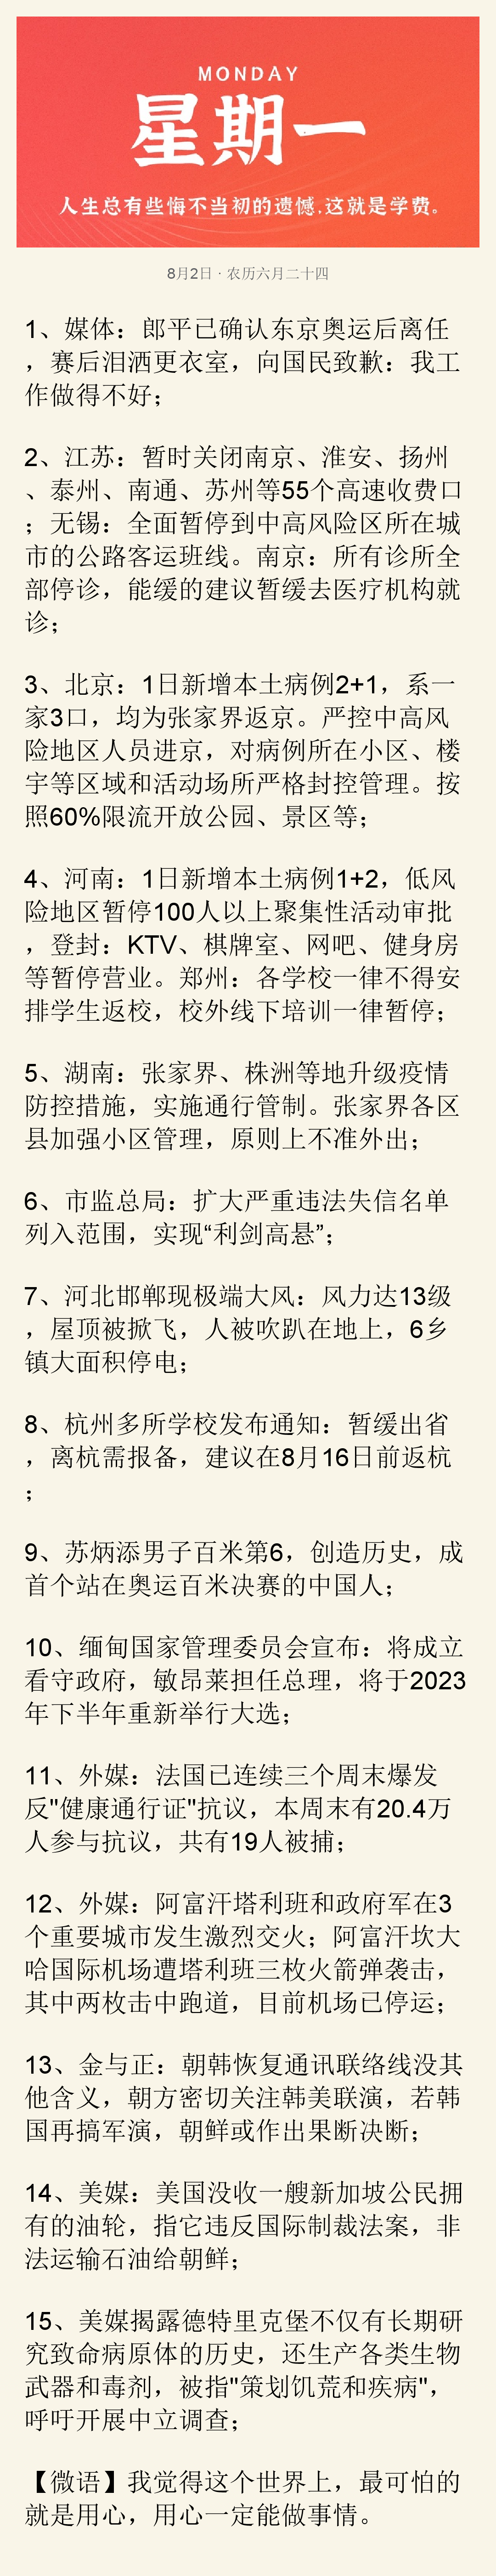 MONDAY
星期一
人生总有些悔不当初的遗憾,这就是学费。
8月2日 · 农历六月二十四
1、媒体：郎平已确认东京奥运后离任
，赛后泪洒更衣室，向国民致歉：我工
作做得不好；
2、江苏：暂时关闭南京、淮安、扬州
、泰州、南通、苏州等55个高速收费口
；无锡：全面暂停到中高风险区所在城
市的公路客运班线。南京：所有诊所全
部停诊，能缓的建议暂缓去医疗机构就
诊；
3、北京：1日新增本土病例2+1，系一
家3口，均为张家界返京。严控中高风
险地区人员进京，对病例所在小区、楼
宇等区域和活动场所严格封控管理。按
照60%限流开放公园、景区等；
4、河南：1日新增本土病例1+2，低风
险地区暂停100人以上聚集性活动审批
，登封：KTV、棋牌室、网吧、健身房
等暂停营业。郑州：各学校一律不得安
排学生返校，校外线下培训一律暂停；
5、湖南：张家界、株洲等地升级疫情
防控措施，实施通行管制。张家界各区
县加强小区管理，原则上不准外出；
6、市监总局：扩大严重违法失信名单
列入范围，实现“利剑高悬”；
7、河北邯郸现极端大风：风力达13级
，屋顶被掀飞，人被吹趴在地上，6乡
镇大面积停电；
8、杭州多所学校发布通知：暂缓出省
，离杭需报备，建议在8月16日前返杭
；
9、苏炳添男子百米第6，创造历史，成
首个站在奥运百米决赛的中国人；
10、缅甸国家管理委员会宣布：将成立
看守政府，敏昂莱担任总理，将于2023
年下半年重新举行大选；
11、外媒：法国已连续三个周末爆发
反"健康通行证"抗议，本周末有20.4万
人参与抗议，共有19人被捕；
12、外媒：阿富汗塔利班和政府军在3
个重要城市发生激烈交火；阿富汗坎大
哈国际机场遭塔利班三枚火箭弹袭击，
其中两枚击中跑道，目前机场已停运；
13、金与正：朝韩恢复通讯联络线没其
他含义，朝方密切关注韩美联演，若韩
国再搞军演，朝鲜或作出果断决断；
14、美媒：美国没收一艘新加坡公民拥
有的油轮，指它违反国际制裁法案，非
法运输石油给朝鲜；
15、美媒揭露德特里克堡不仅有长期研
究致命病原体的历史，还生产各类生物
武器和毒剂，被指"策划饥荒和疾病"，
呼吁开展中立调查；
【微语】我觉得这个世界上，最可怕的
就是用心，用心一定能做事情。